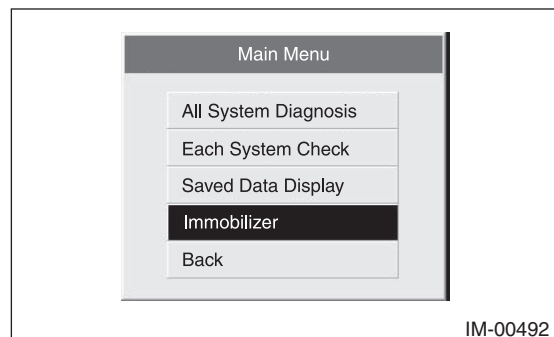 Main Menu
All System Diagnosis
Each System Check
Saved Data Display
Immobilizer
Back
IM-00492